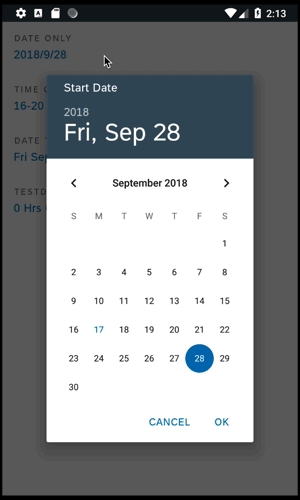 2:13
DATE ONLY
2018/9/28
TIME
16-20
DATE
Fri Sep
TESTD
0 Hrs
Start Date
2018
Fri, Sep 28
September 2018
S M T W T F S
1
2 3 4 5 6 7 8
9 10 11 12 13 14 15
16 17 18 19 20 21 22
23 24 25 26 27 28 29
30
CANCEL OK